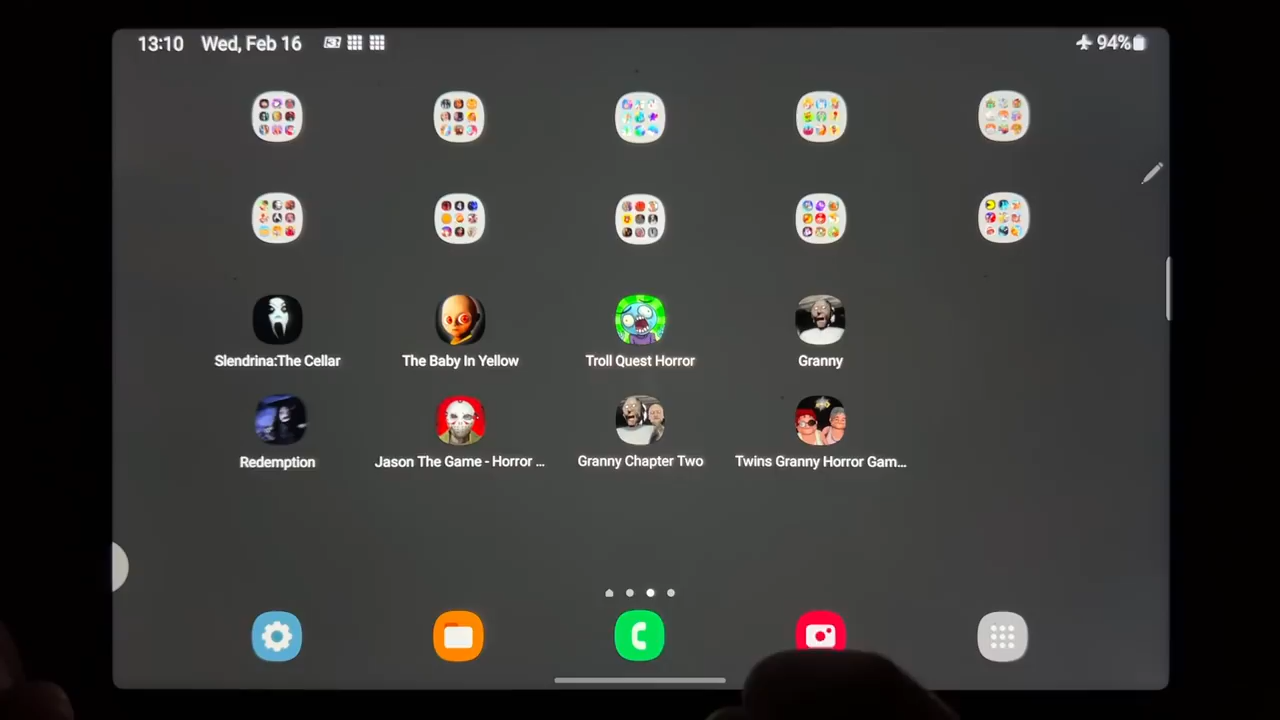 13:10 Wed, Feb 16 94%
Slendrina:The Cellar
The Baby In Yellow
Troll Quest Horror
Granny
Redemption
Jason The Game - Horror ...
Granny Chapter Two
Twins Granny Horror Gam...